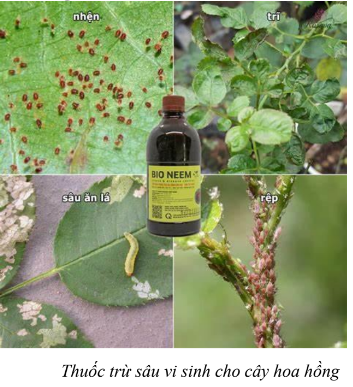 nhện
trĩ
BIO NEEM
sâu ăn lá
rệp
Thuốc trừ sâu vi sinh cho cây hoa hồng